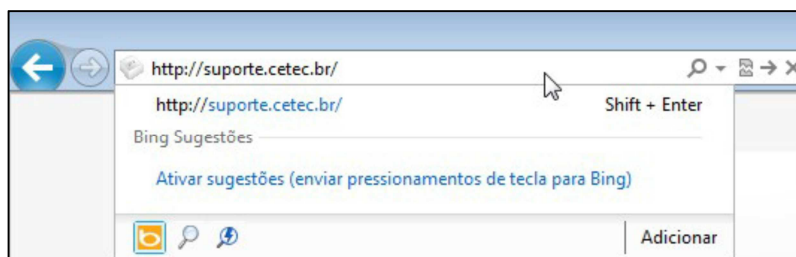 http://suporte.cetec.br/
http://suporte.cetec.br/ Shift + Enter
Bing Sugestões
Ativar sugestões (enviar pressionamentos de tecla para Bing)
Adicionar